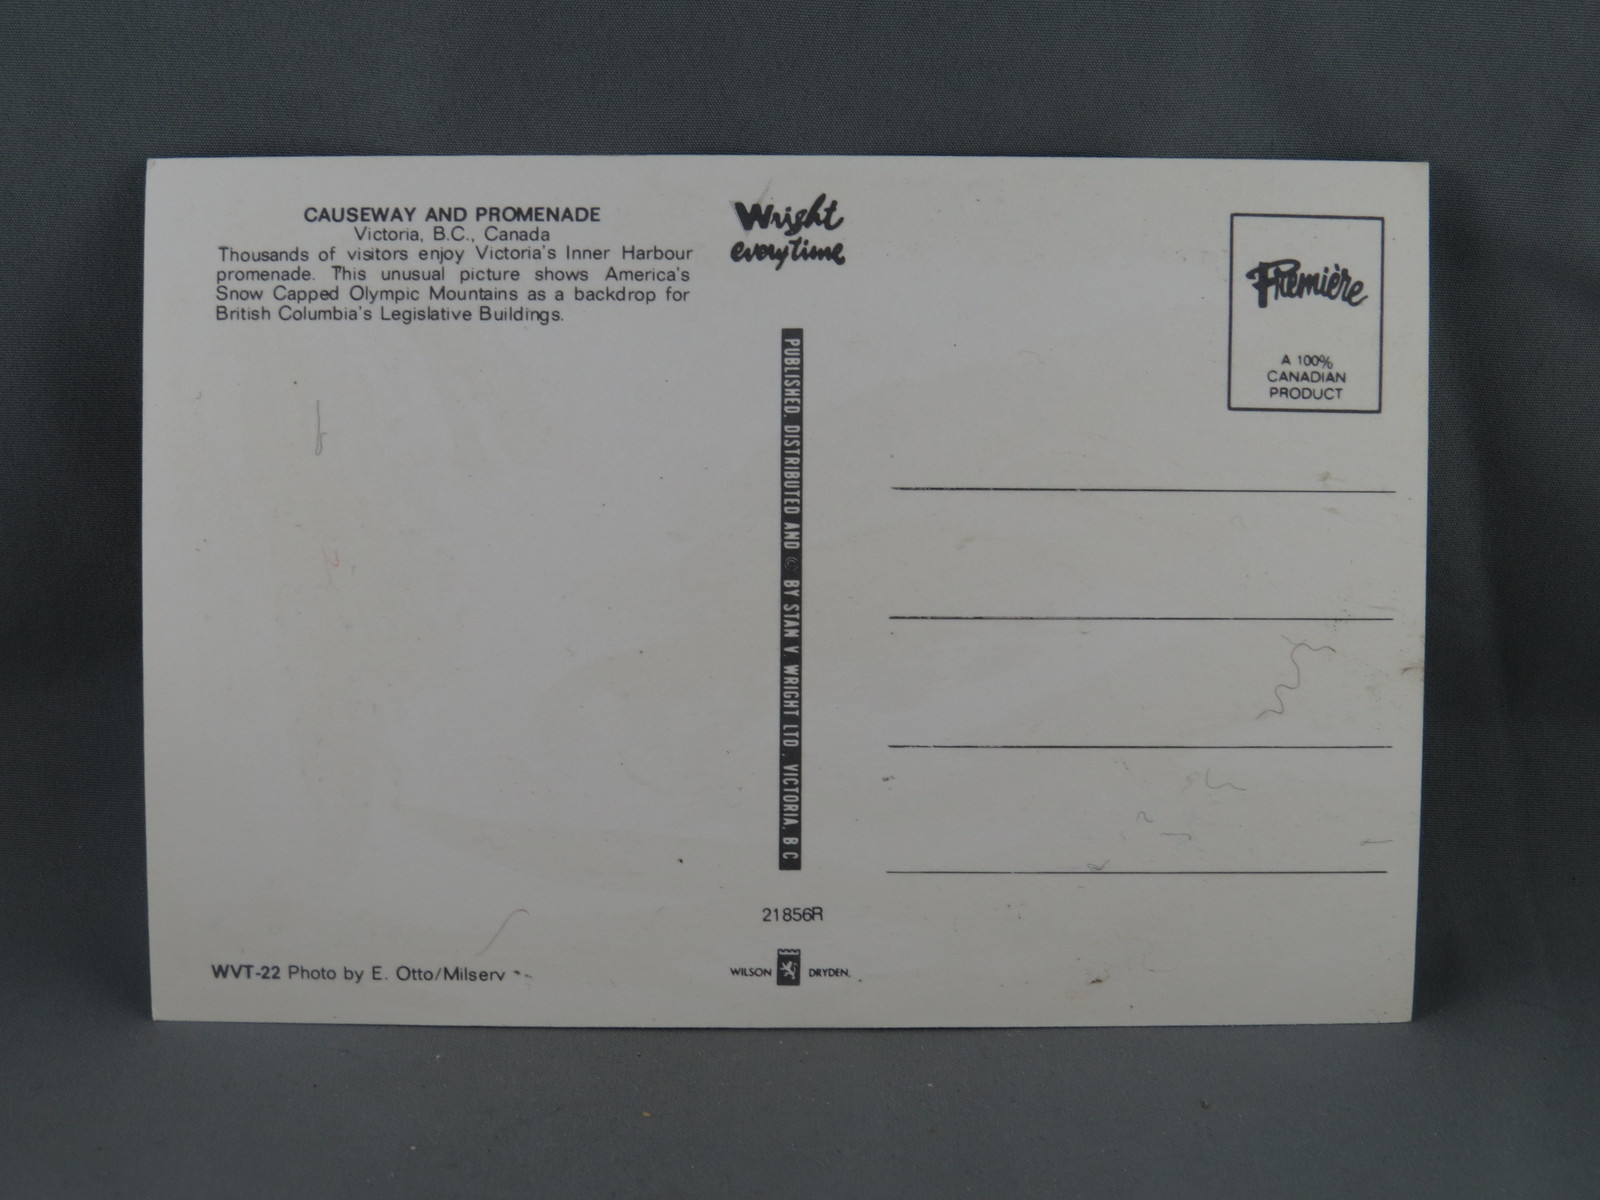 CAUSEWAY AND PROMENADE
Victoria, B.C., Canada
Thousands of visitors enjoy Victoria's Inner Harbour
promenade. This unusual picture shows America's
Snow Capped Olympic Mountains as a backdrop for
British Columbia's Legislative Buildings.
Wright
everytime
Première
A 100%
CANADIAN
PRODUCT
PUBLISHED, DISTRIBUTED AND © BY STAN V. WRIGHT LTD., VICTORIA, B C
21856R
WVT-22 Photo by E. Otto/Milserv
WILSON DRYDEN.